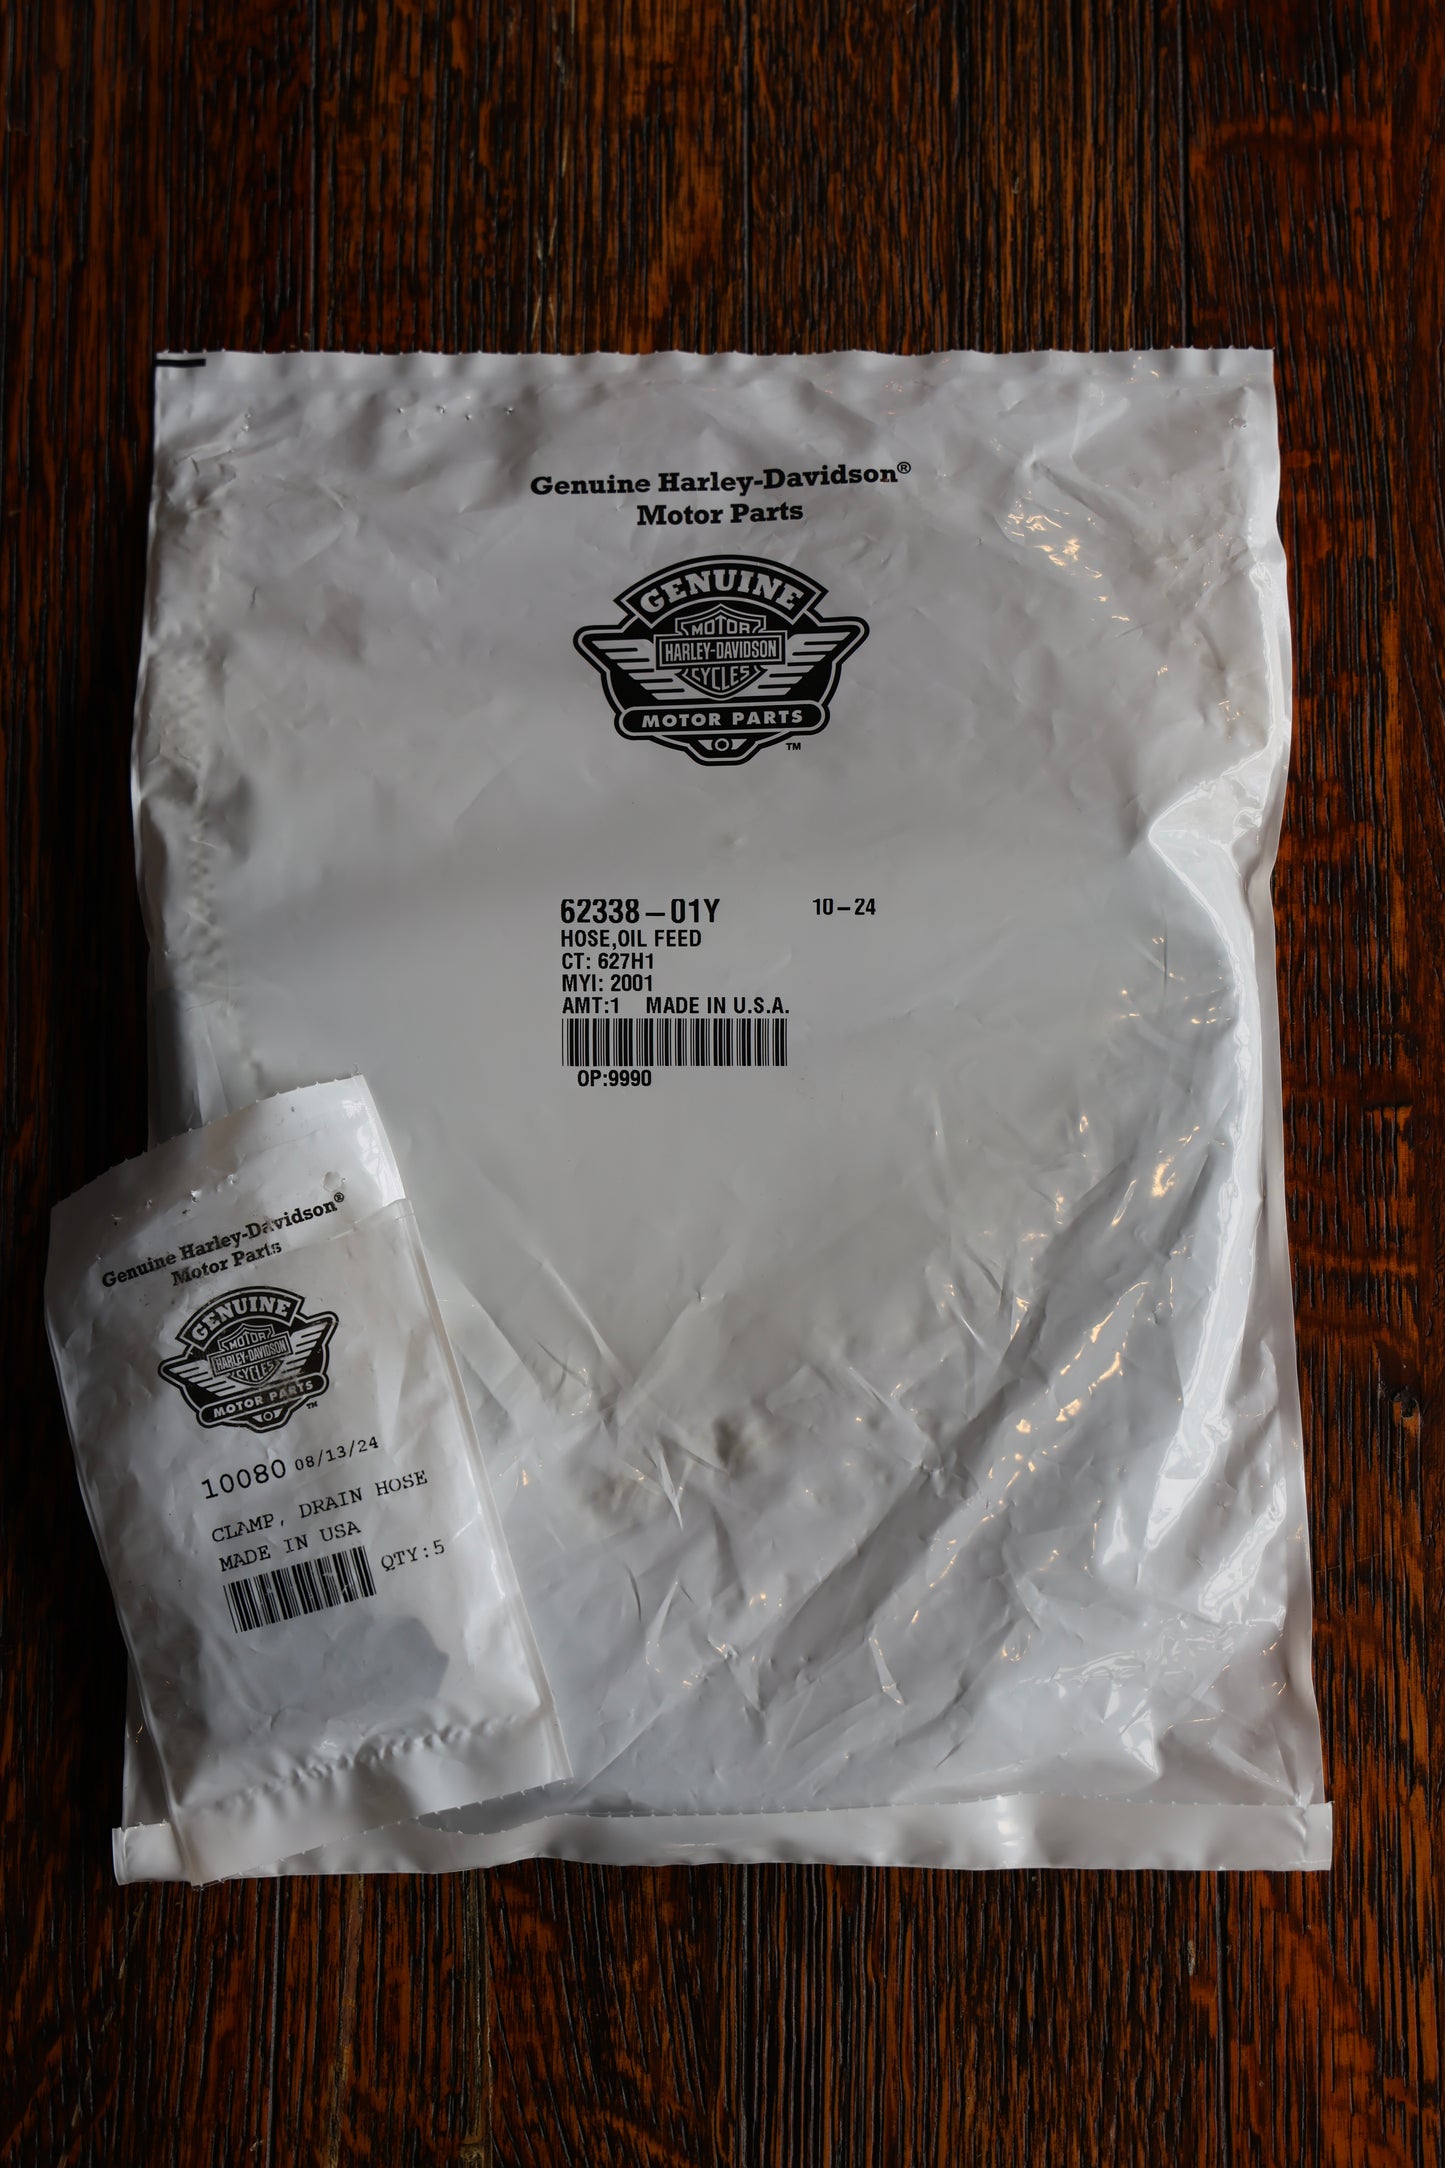 Genuine Harley-Davidson®
Motor Parts
GENUINE
MOTOR
HARLEY-DAVIDSON
CYCLES
MOTOR PARTS
TM
62338-01Y 10-24
HOSE,OIL FEED
CT: 627H1
MYI: 2001
AMT:1 MADE IN U.S.A.
OP:9990
Genuine Harley-Davidson®
Motor Parts
GENUINE
MOTOR
HARLEY-DAVIDSON
CYCLES
MOTOR PARTS
TM
10080 08/13/24
CLAMP, DRAIN HOSE
MADE IN USA
QTY:5